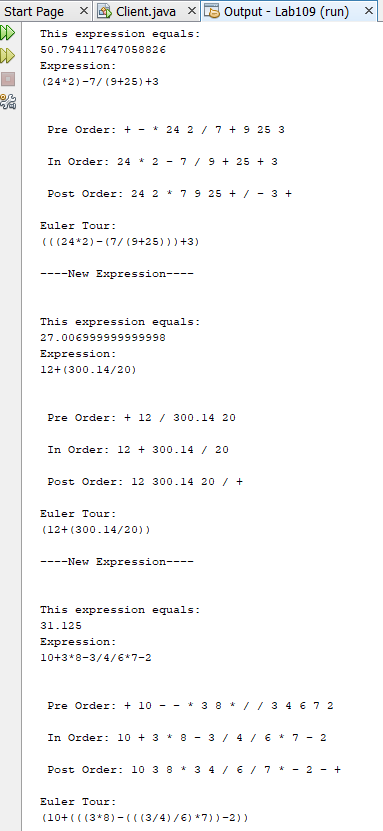 Start Page × Client.java × Output - Lab109 (run) ×
This expression equals:
50.794117647058826
Expression:
(24*2)-7/(9+25)+3
Pre Order: + - * 24 2 / 7 + 9 25 3
In Order: 24 * 2 - 7 / 9 + 25 + 3
Post Order: 24 2 * 7 9 25 + / - 3 +
Euler Tour:
(((24*2)-(7/(9+25)))+3)
----New Expression----
This expression equals:
27.006999999999998
Expression:
12+(300.14/20)
Pre Order: + 12 / 300.14 20
In Order: 12 + 300.14 / 20
Post Order: 12 300.14 20 / +
Euler Tour:
(12+(300.14/20))
----New Expression----
This expression equals:
31.125
Expression:
10+3*8-3/4/6*7-2
Pre Order: + 10 - - * 3 8 * / / 3 4 6 7 2
In Order: 10 + 3 * 8 - 3 / 4 / 6 * 7 - 2
Post Order: 10 3 8 * 3 4 / 6 / 7 * - 2 - +
Euler Tour:
(10+(((3*8)-(((3/4)/6)*7))-2))